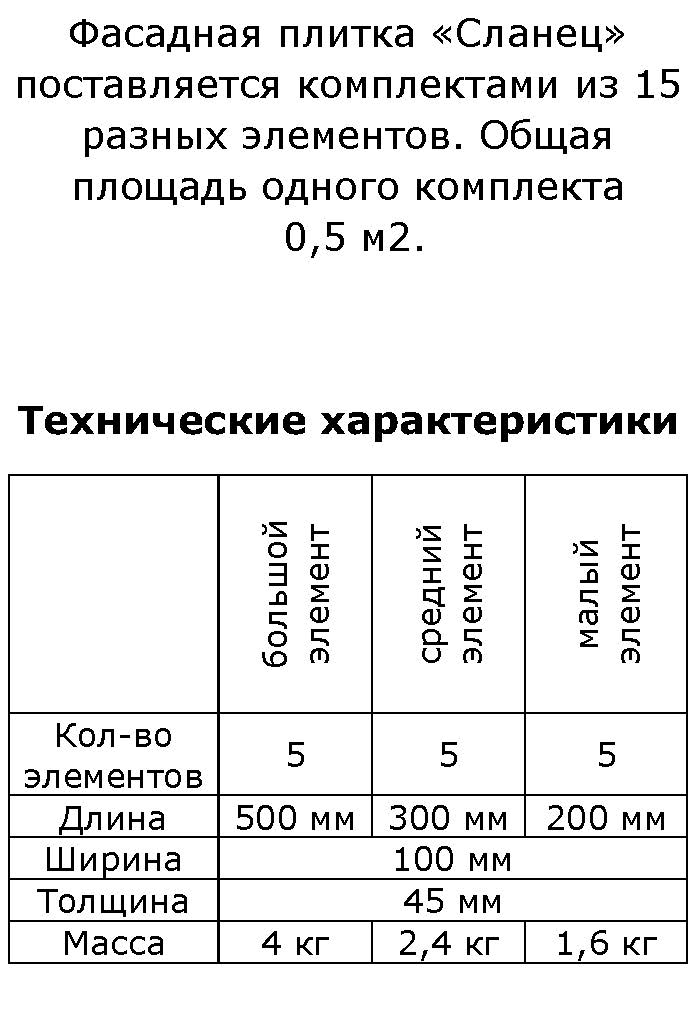 Фасадная плитка «Сланец»
поставляется комплектами из 15
разных элементов. Общая
площадь одного комплекта
0,5 м2.
Технические характеристики
большой
элемент
средний
элемент
малый
элемент
Кол-во
элементов
5 5 5
Длина 500 мм 300 мм 200 мм
Ширина 100 мм
Толщина 45 мм
Масса 4 кг 2,4 кг 1,6 кг